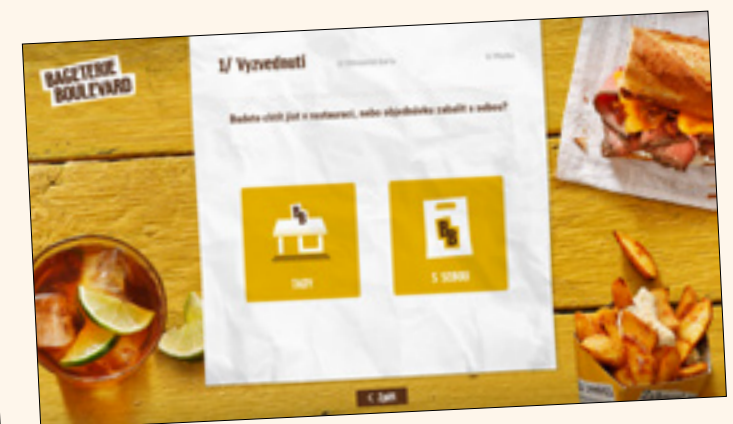 BAGETERIE
BOULEVARD
1/ Vyzvednutí
Budete chtít jíst v restauraci, nebo objednávku zabalit s sebou?
TADY
S SEBOU
< Zpět